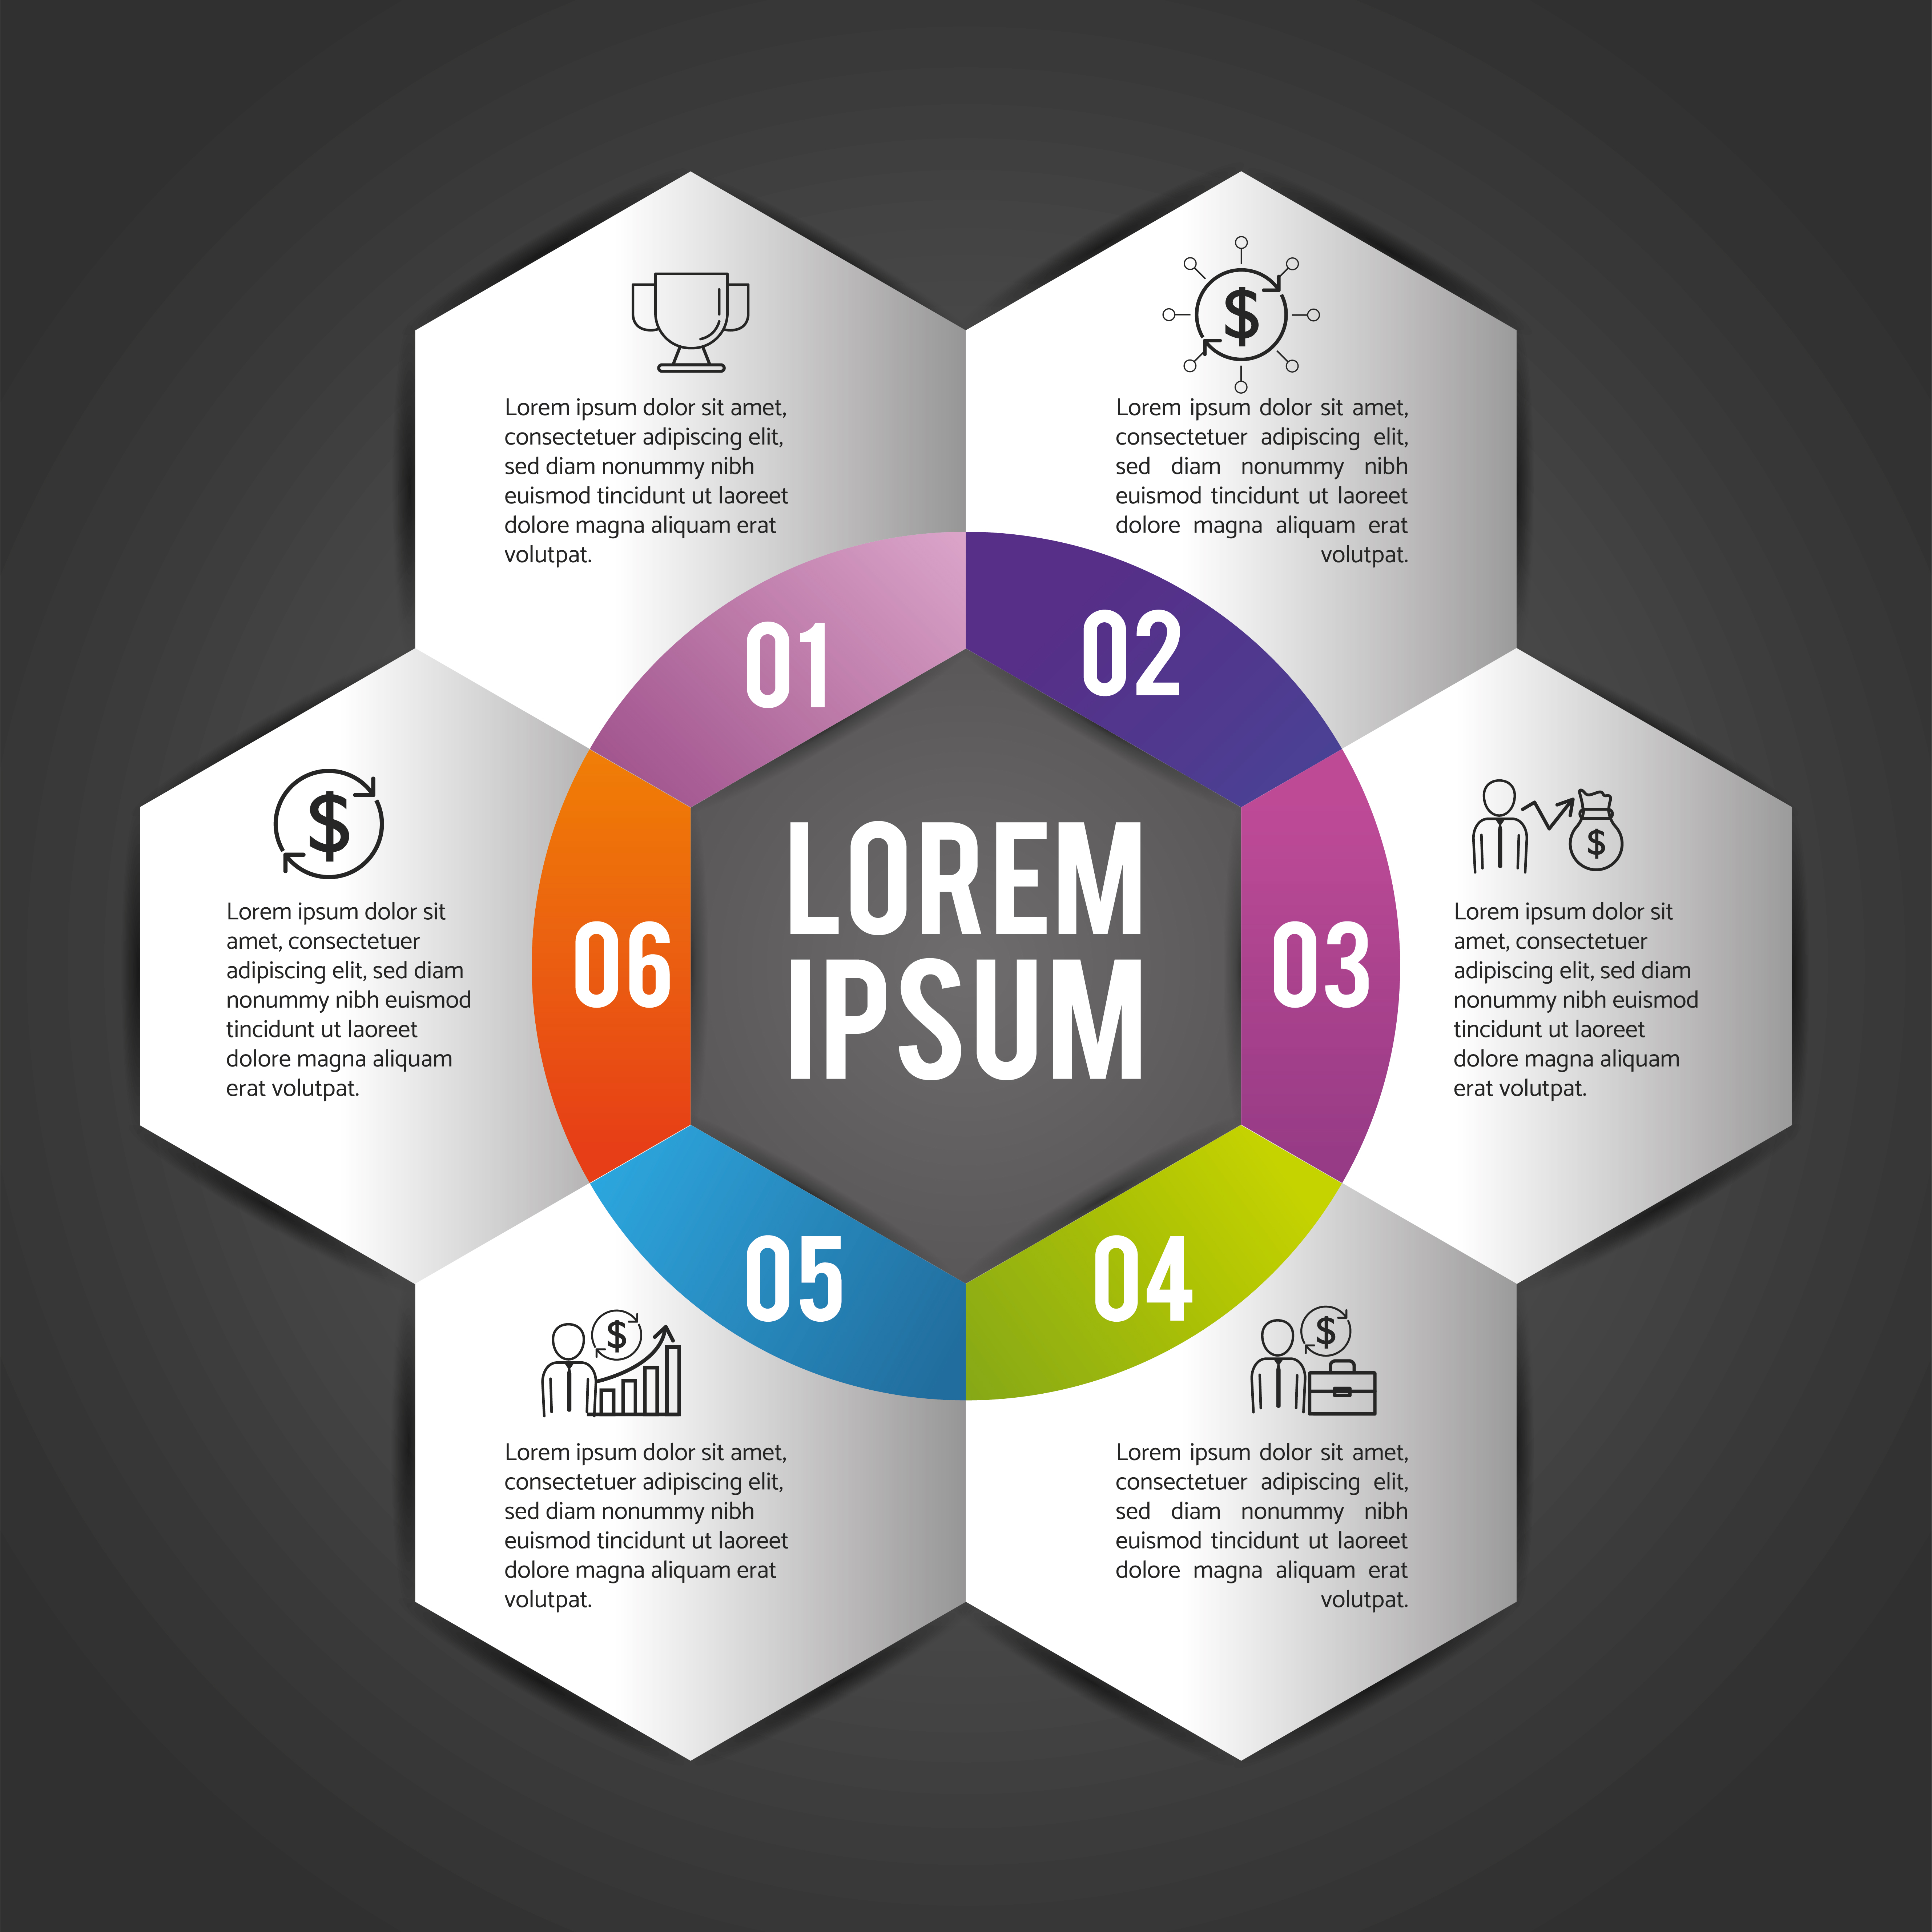 $
Lorem ipsum dolor sit amet,
consectetuer adipiscing elit,
sed diam nonummy nibh
euismod tincidunt ut laoreet
dolore magna aliquam erat
volutpat.
01
Lorem ipsum dolor sit amet,
consectetuer adipiscing elit,
sed diam nonummy nibh
euismod tincidunt ut laoreet
dolore magna aliquam erat
volutpat.
02
$
Lorem ipsum dolor sit
amet, consectetuer
adipiscing elit, sed diam
nonummy nibh euismod
tincidunt ut laoreet
dolore magna aliquam
erat volutpat.
03
LOREM
IPSUM
$
Lorem ipsum dolor sit amet,
consectetuer adipiscing elit,
sed diam nonummy nibh
euismod tincidunt ut laoreet
dolore magna aliquam erat
volutpat.
04
$
Lorem ipsum dolor sit amet,
consectetuer adipiscing elit,
sed diam nonummy nibh
euismod tincidunt ut laoreet
dolore magna aliquam erat
volutpat.
05
$
Lorem ipsum dolor sit
amet, consectetuer
adipiscing elit, sed diam
nonummy nibh euismod
tincidunt ut laoreet
dolore magna aliquam
erat volutpat.
06